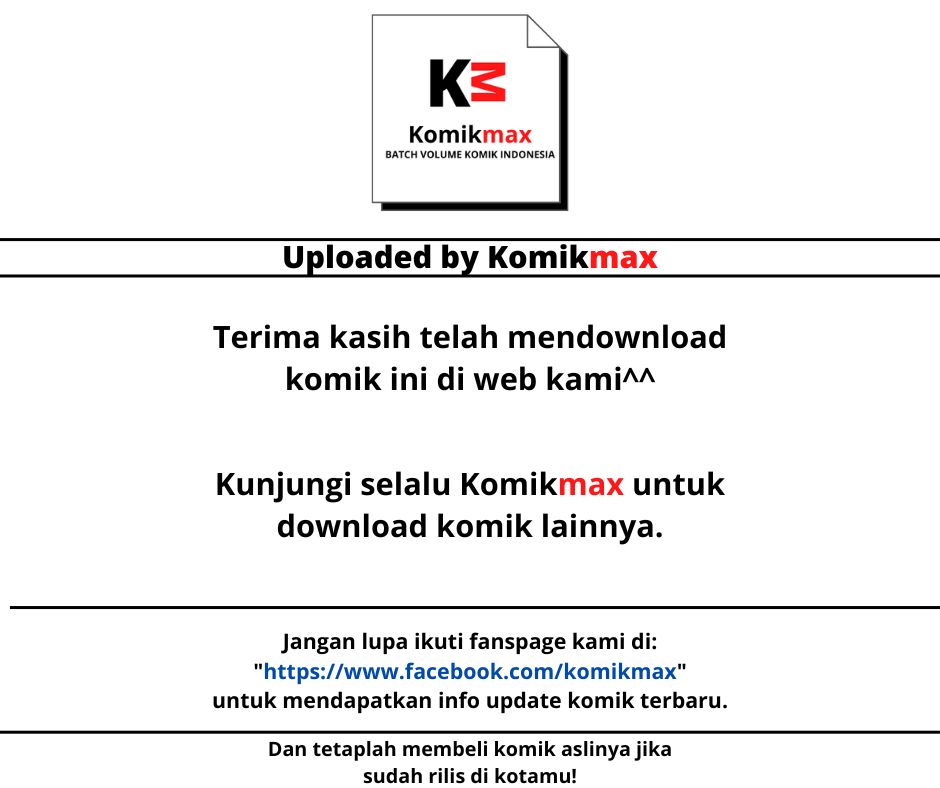 KM
Komikmax
BATCH VOLUME KOMIK INDONESIA
Uploaded by Komikmax
Terima kasih telah mendownload
komik ini di web kami^^
Kunjungi selalu Komikmax untuk
download komik lainnya.
Jangan lupa ikuti fanspage kami di:
"https://www.facebook.com/komikmax"
untuk mendapatkan info update komik terbaru.
Dan tetaplah membeli komik aslinya jika
sudah rilis di kotamu!